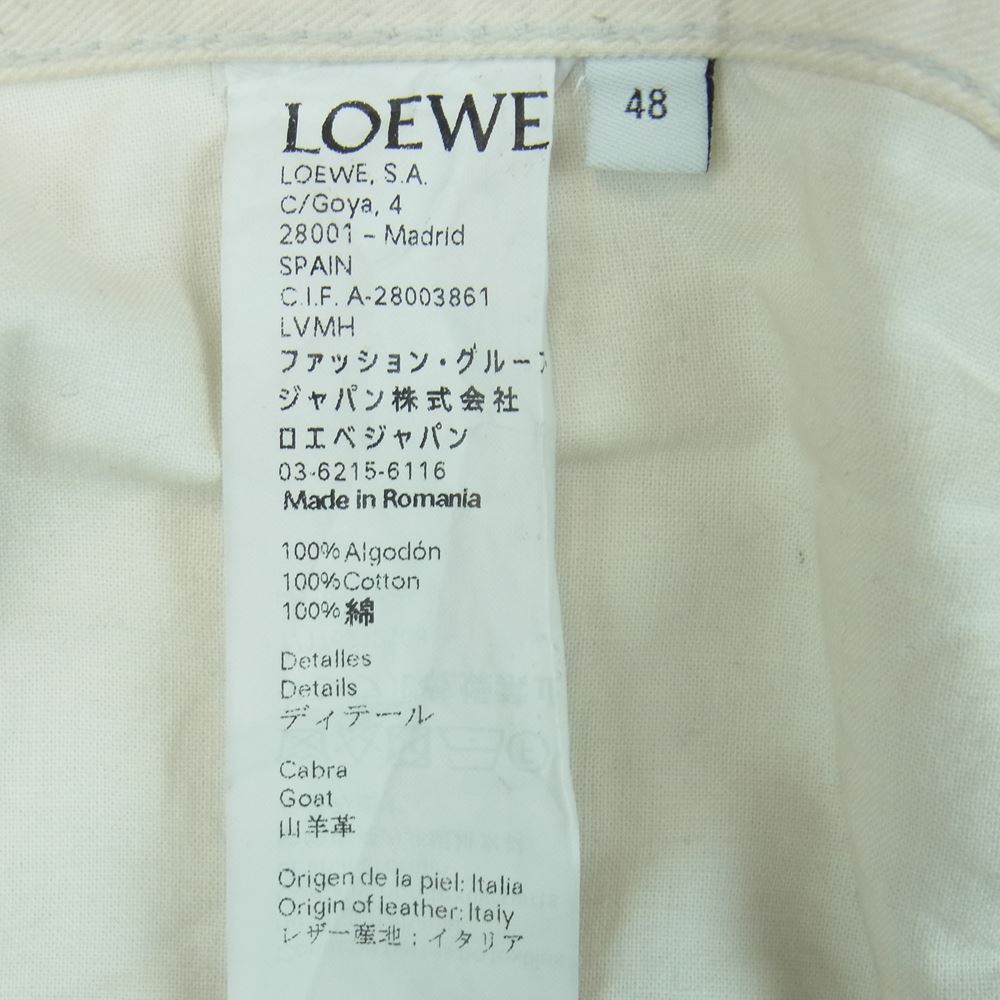 LOEWE
48
LOEWE, S.A.
C/Goya, 4
28001 – Madrid
SPAIN
C.I.F. A-28003861
LVMH
ファッション・グループ
ジャパン株式会社
ロエベジャパン
03-6215-6116
Made in Romania
100% Algodón
100% Cotton
100% 綿
Detalles
Details
ディテール
Cabra
Goat
山羊革
Origen de la piel: Italia
Origin of leather: Italy
レザー産地：イタリア